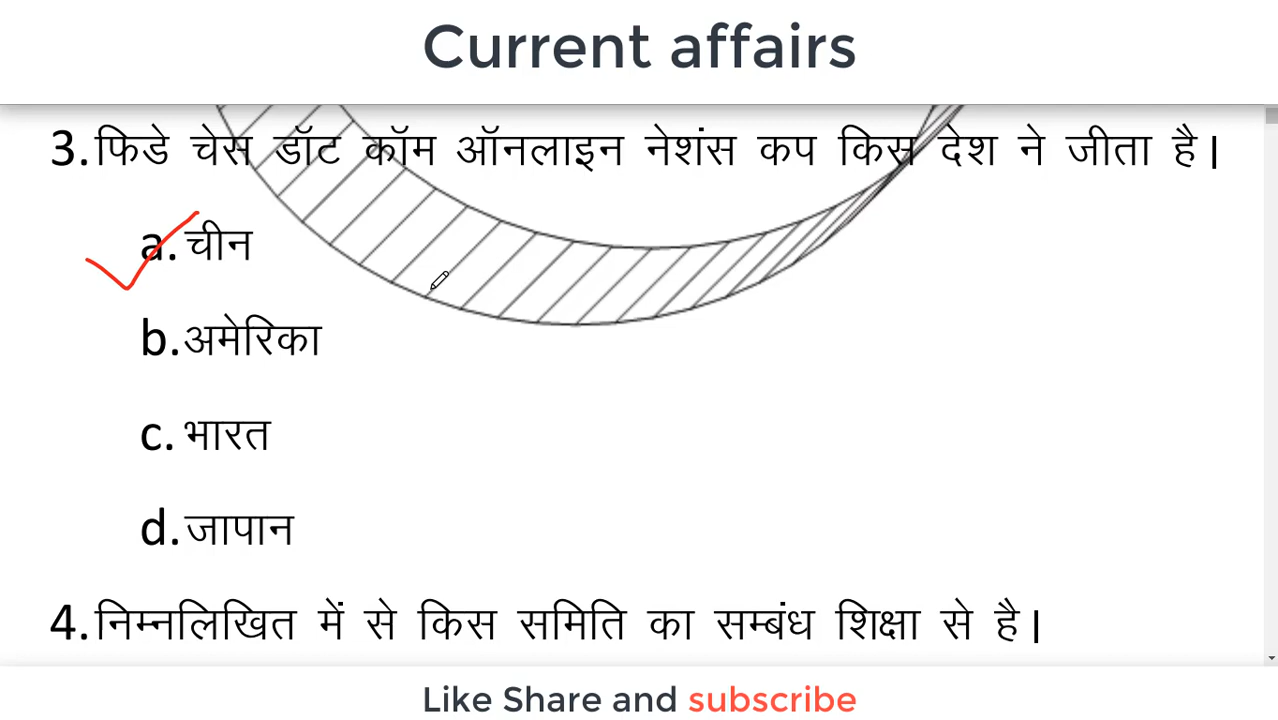 Current affairs
3. फिडे चेस डॉट कॉम ऑनलाइन नेशंस कप किस देश ने जीता है।
a. चीन
b. अमेरिका
c. भारत
d. जापान
4. निम्नलिखित में से किस समिति का सम्बंध शिक्षा से है।
Like Share and subscribe